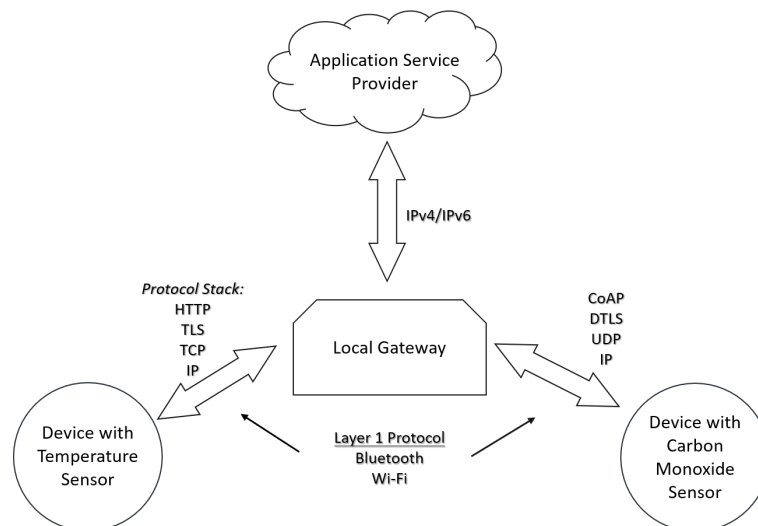 Application Service
Provider
IPv4/IPv6
Protocol Stack:
HTTP
TLS
TCP
IP
CoAP
DTLS
UDP
IP
Local Gateway
Device with
Temperature
Sensor
Layer 1 Protocol
Bluetooth
Wi-Fi
Device with
Carbon
Monoxide
Sensor